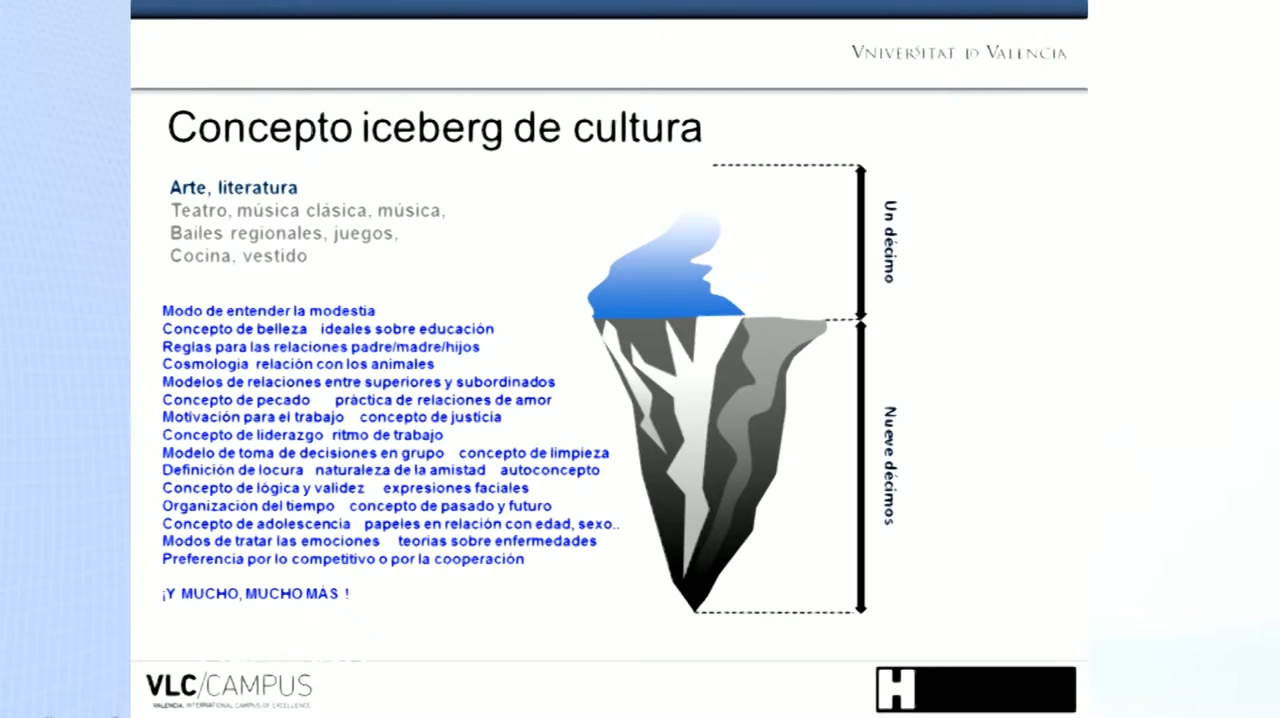 VNIVERSITAT DE VALENCIA
Concepto iceberg de cultura
Arte, literatura
Teatro, música clásica, música,
Bailes regionales, juegos,
Cocina, vestido
Un décimo
Modo de entender la modestia
Concepto de belleza ideales sobre educación
Reglas para las relaciones padre/madre/hijos
Cosmología relación con los animales
Modelos de relaciones entre superiores y subordinados
Concepto de pecado práctica de relaciones de amor
Motivación para el trabajo concepto de justicia
Concepto de liderazgo ritmo de trabajo
Modelo de toma de decisiones en grupo concepto de limpieza
Definición de locura naturaleza de la amistad autoconcepto
Concepto de lógica y validez expresiones faciales
Organización del tiempo concepto de pasado y futuro
Concepto de adolescencia papeles en relación con edad, sexo..
Modos de tratar las emociones teorías sobre enfermedades
Preferencia por lo competitivo o por la cooperación
¡Y MUCHO, MUCHO MÁS !
Nueve décimos
VLC/CAMPUS
VALENCIA, INTERNATIONAL CAMPUS OF EXCELLENCE
H